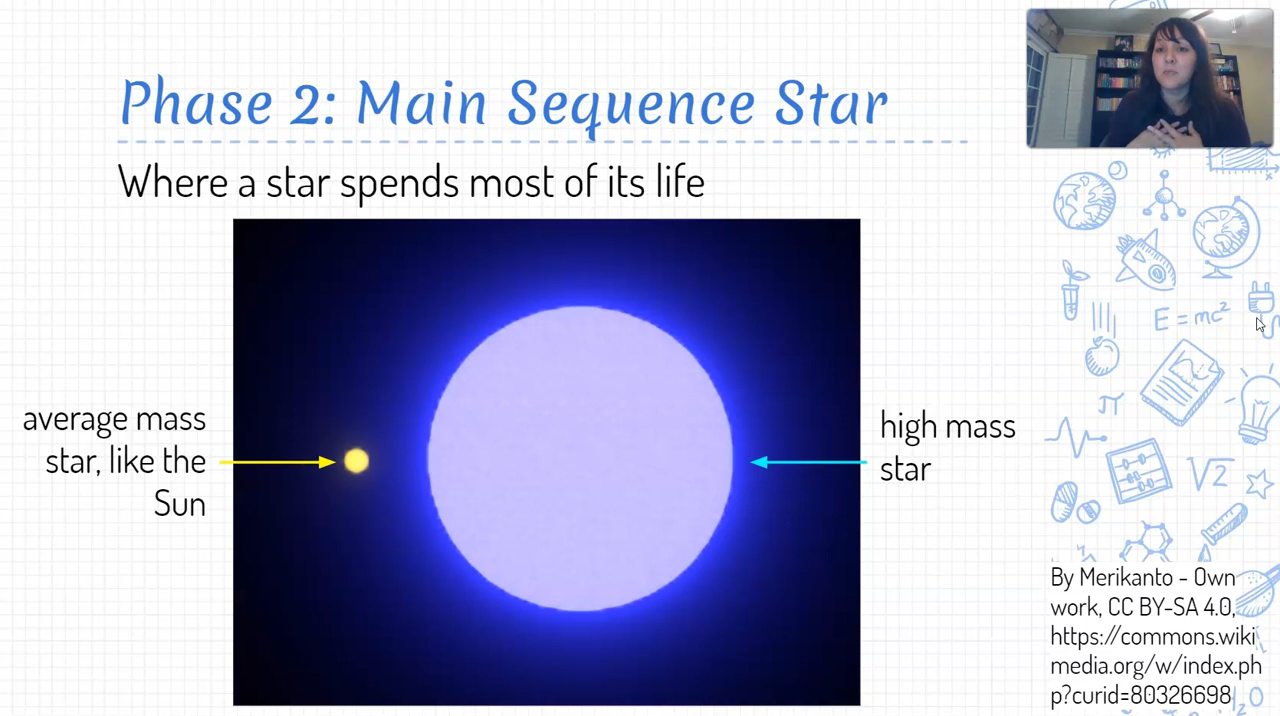 Phase 2: Main Sequence Star
Where a star spends most of its life
average mass
star, like the
Sun
high mass
star
E = mc²
π
√2
By Merikanto - Own
work, CC BY-SA 4.0,
https://commons.wiki
media.org/w/index.ph
p?curid=80326698